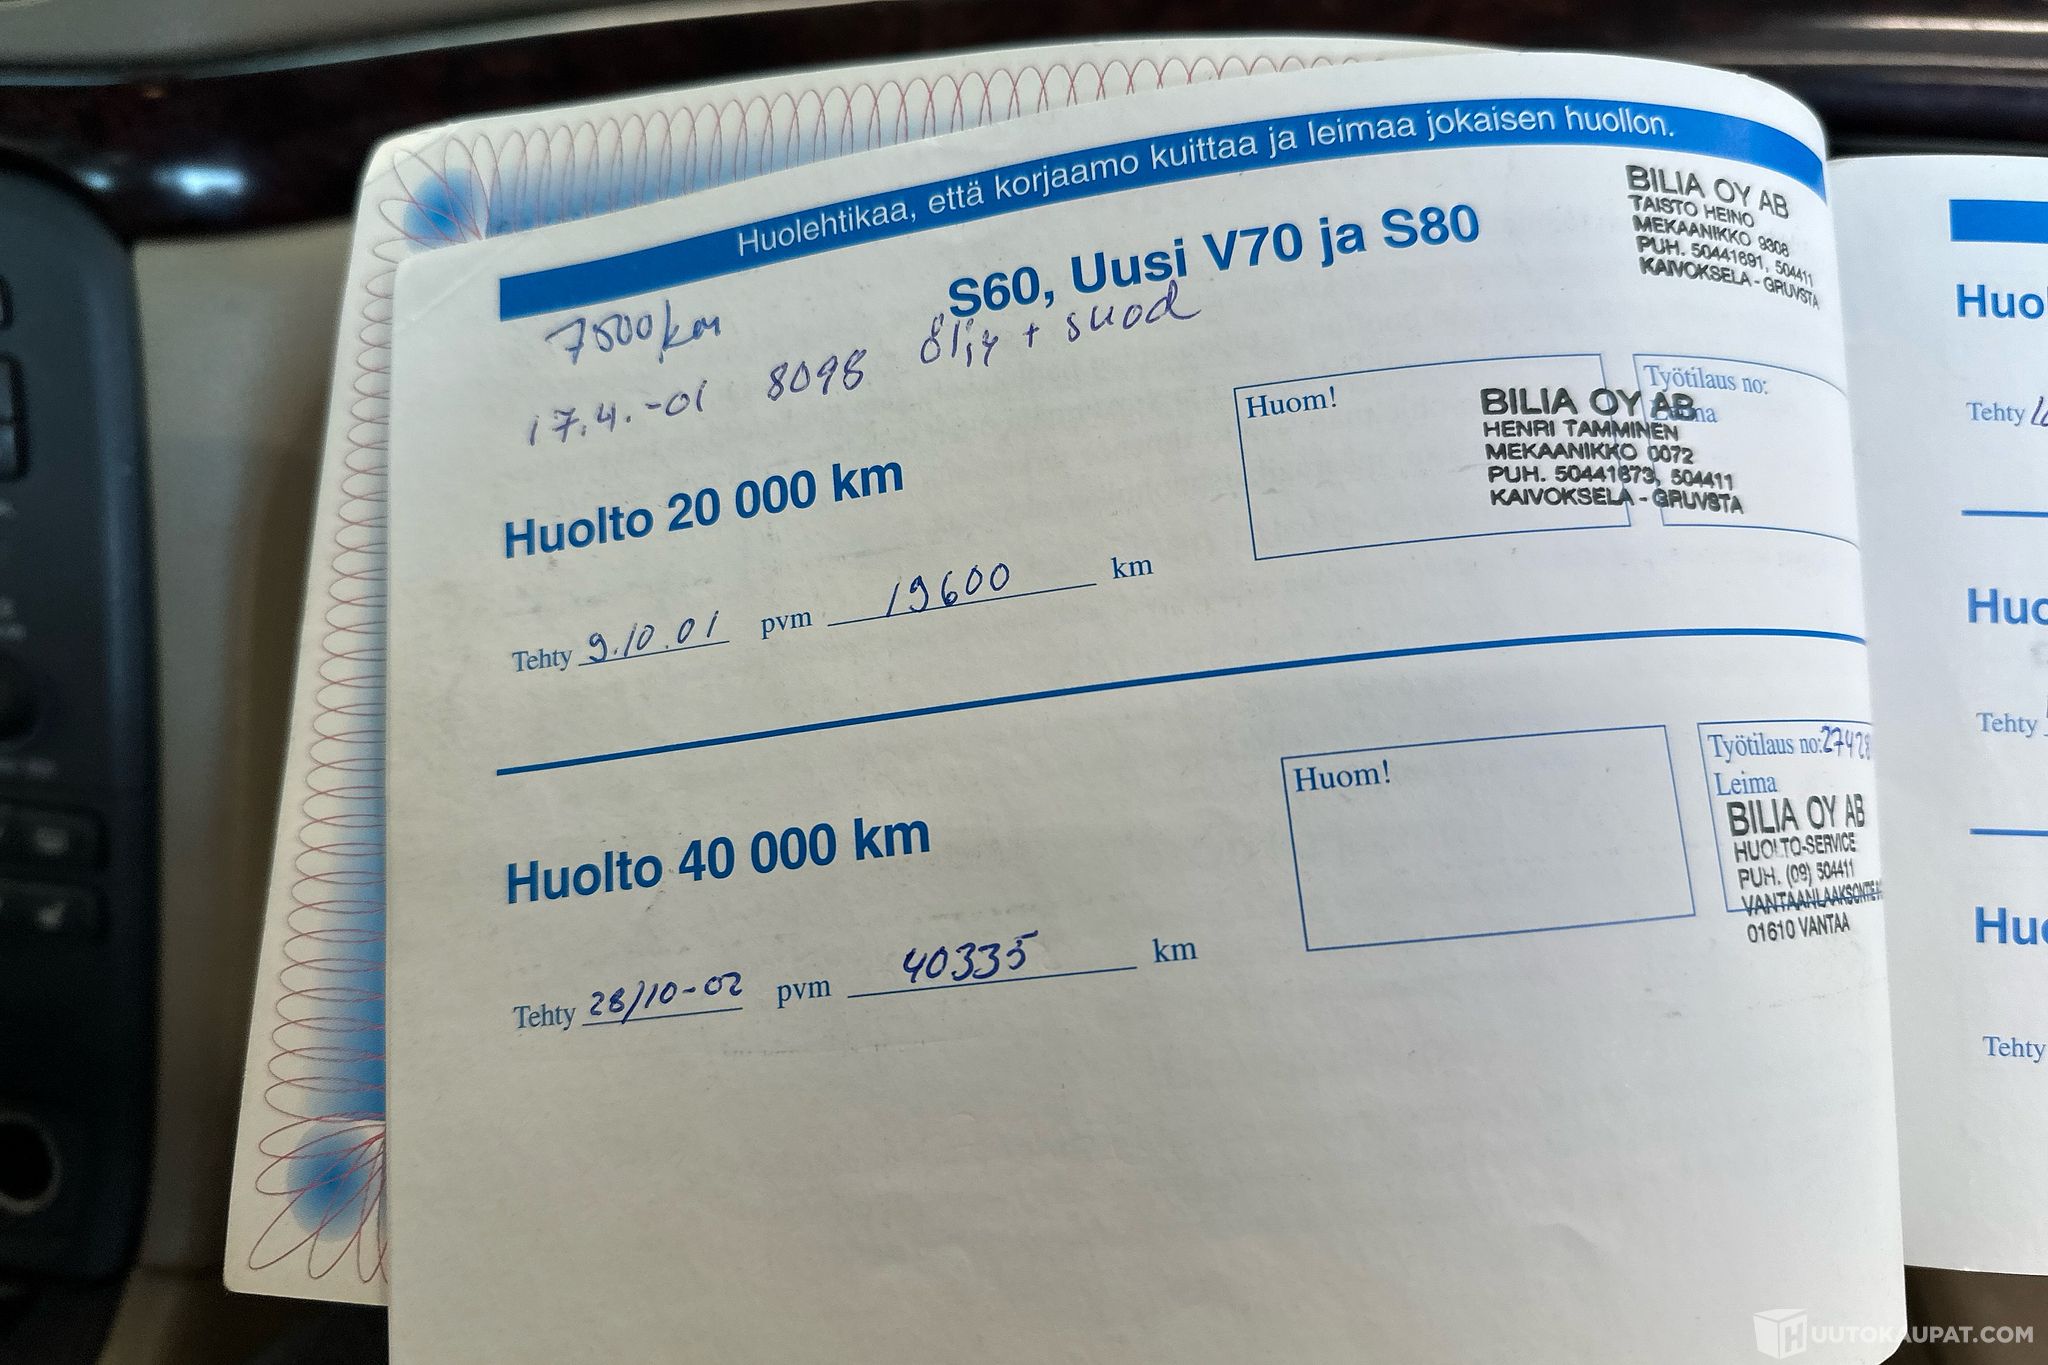 Huolehtikaa, että korjaamo kuittaa ja leimaa jokaisen huollon.
S60, Uusi V70 ja S80
BILIA OY AB
TAISTO HEINO
MEKAANIKKO 9308
PUH. 50441691, 504411
KAIVOKSELA - GRUVSTA
7500 km
17.4.-01 8098 öljy + suod
Huolto 20 000 km
Tehty 9.10.01 pvm 19600 km
Huom!
Työtilaus no:
BILIA OY AB
HENRI TAMMINEN
MEKAANIKKO 0072
PUH. 50441673, 504411
KAIVOKSELA - GRUVSTA
Huolto 40 000 km
Tehty 28/10-02 pvm 40335 km
Huom!
Työtilaus no: 27428
Leima
BILIA OY AB
HUOLTO-SERVICE
PUH. (09) 504411
01610 VANTAA
Huo
Tehty
Huo
Tehty
Huo
Tehty
HUUTOKAUPAT.COM